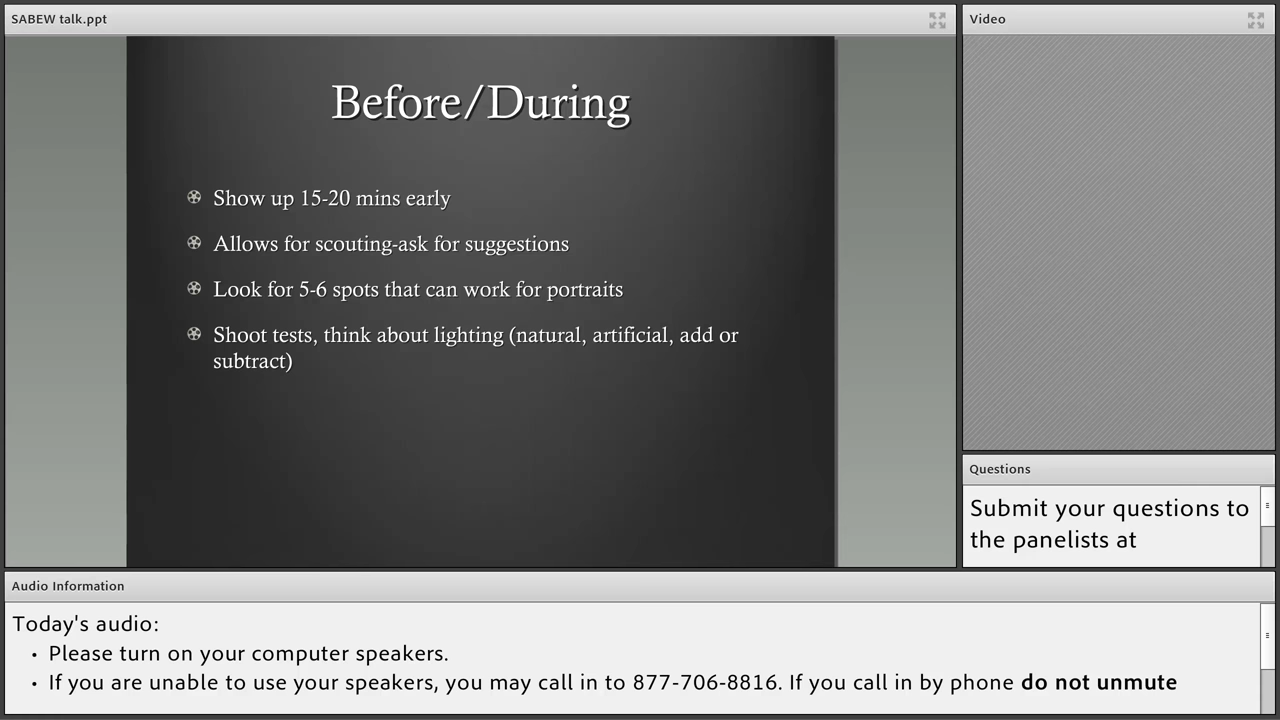 SABEW talk.ppt
Before/During
Show up 15-20 mins early
Allows for scouting-ask for suggestions
Look for 5-6 spots that can work for portraits
Shoot tests, think about lighting (natural, artificial, add or
subtract)
Video
Questions
Submit your questions to
the panelists at
Audio Information
Today's audio:
• Please turn on your computer speakers.
• If you are unable to use your speakers, you may call in to 877-706-8816. If you call in by phone do not unmute